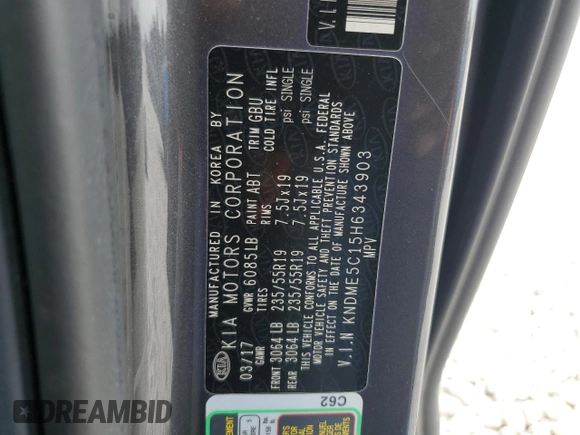 V.I.N
MANUFACTURED IN KOREA BY
KIA MOTORS CORPORATION
03/17 GVWR 6085LB PAINT ABT TRIM GBU
GAWR TIRES RIMS COLD TIRE INFL
FRONT 3064 LB 235/55R19 7.5Jx19 psi SINGLE
REAR 3064 LB 235/55R19 7.5Jx19 psi SINGLE
THIS VEHICLE CONFORMS TO ALL APPLICABLE U.S.A. FEDERAL
MOTOR VEHICLE SAFETY AND THEFT PREVENTION STANDARDS
IN EFFECT ON THE DATE OF MANUFACTURE SHOWN ABOVE
V.I.N KNDME5C15H6343903
MPV
KIA
C62
DREAMBID